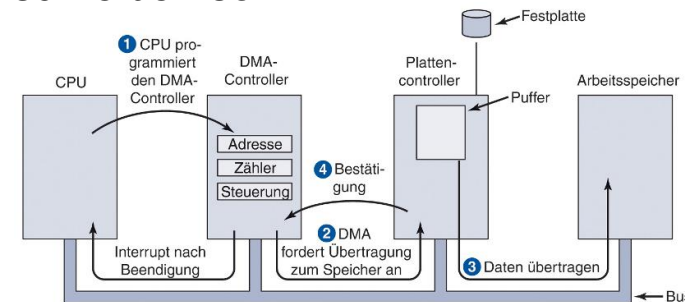 Festplatte
1 CPU pro-
grammiert
den DMA-
Controller
CPU
DMA-
Controller
Platten-
controller
Arbeitsspeicher
Puffer
Adresse
Zähler
Steuerung
4 Bestäti-
gung
Interrupt nach
Beendigung
2 DMA
fordert Übertragung
zum Speicher an
3 Daten übertragen